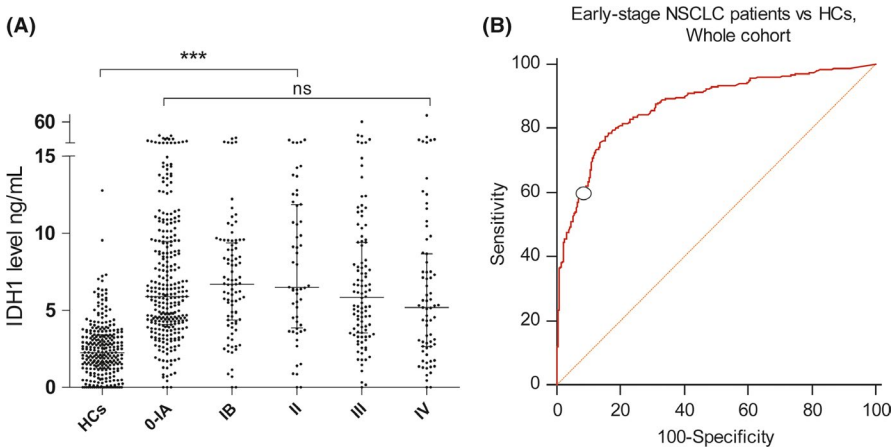 (A)
***
ns
60
15
10
5
0
IDH1 level ng/mL
HCs
0-IA
IB
II
III
IV
(B)
Early-stage NSCLC patients vs HCs,
Whole cohort
100
80
60
40
20
0
Sensitivity
0 20 40 60 80 100
100-Specificity